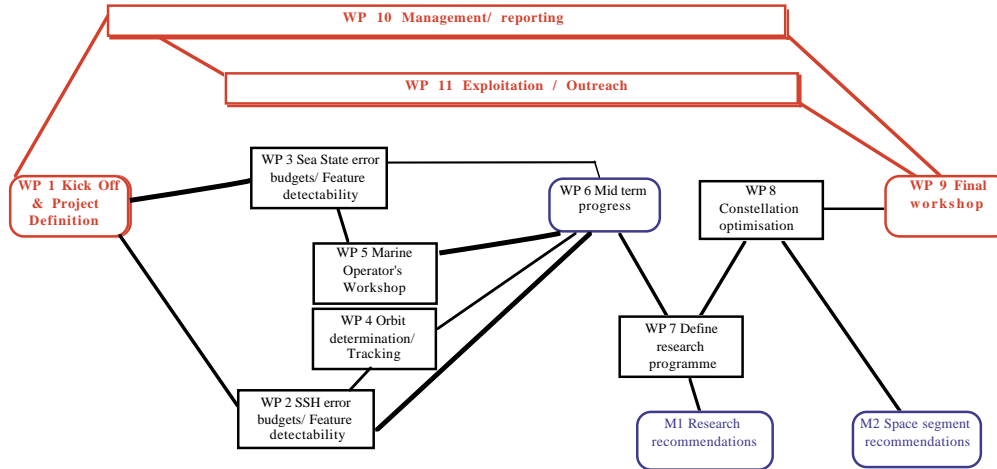 WP 10 Management/ reporting
WP 11 Exploitation / Outreach
WP 3 Sea State error
budgets/ Feature
detectability
WP 1 Kick Off
& Project
Definition
WP 6 Mid term
progress
WP 8
Constellation
optimisation
WP 9 Final
workshop
WP 5 Marine
Operator's
Workshop
WP 4 Orbit
determination/
Tracking
WP 7 Define
research
programme
WP 2 SSH error
budgets/ Feature
detectability
M1 Research
recommendations
M2 Space segment
recommendations